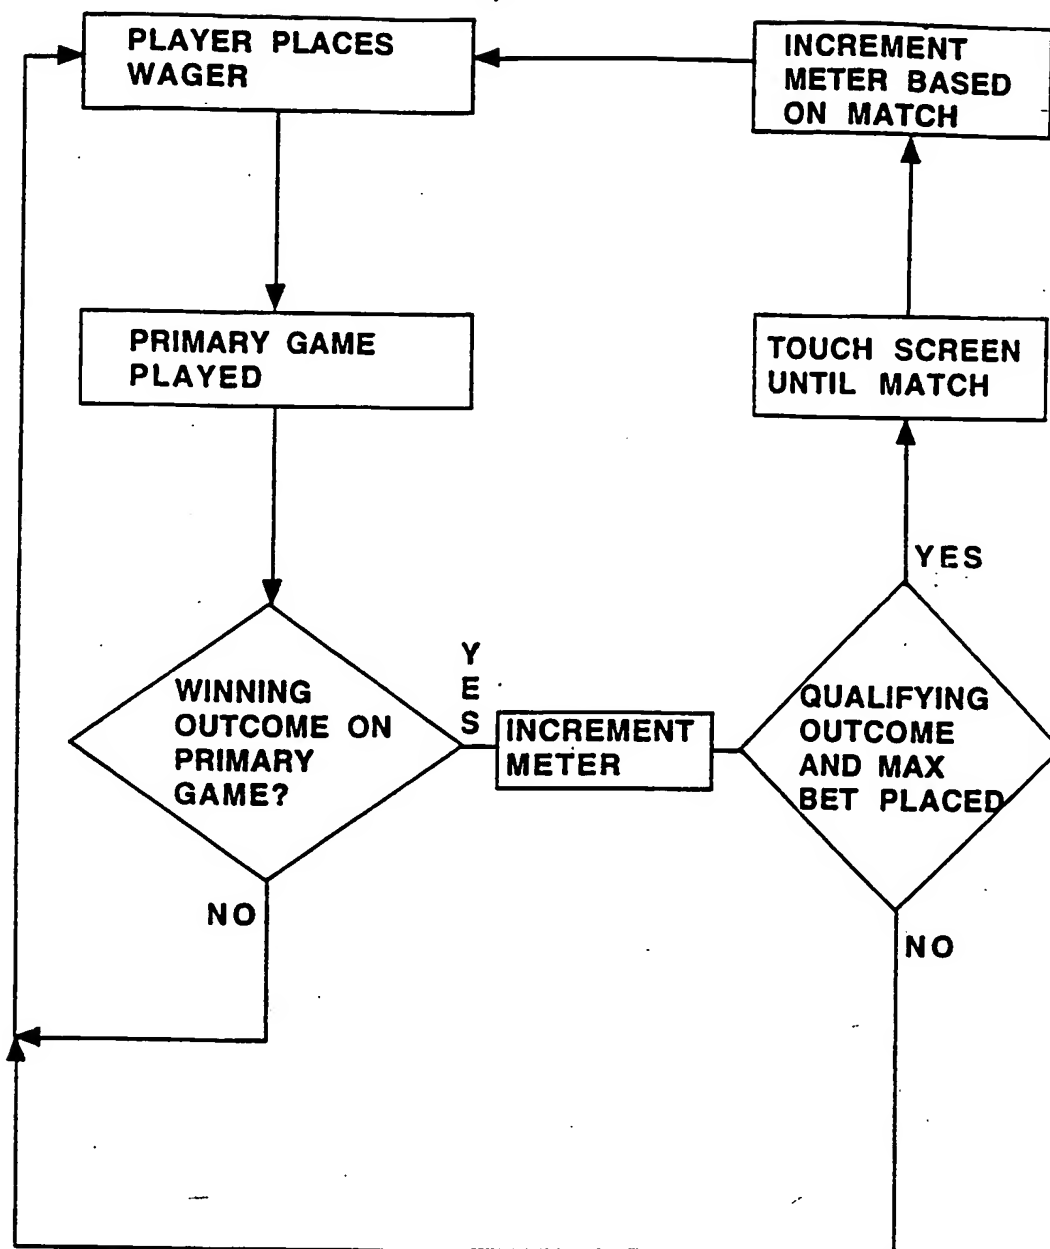 PLAYER PLACES
WAGER
INCREMENT
METER BASED
ON MATCH
PRIMARY GAME
PLAYED
TOUCH SCREEN
UNTIL MATCH
YES
WINNING
OUTCOME ON
PRIMARY
GAME?
YES
INCREMENT
METER
QUALIFYING
OUTCOME
AND MAX
BET PLACED
NO
NO